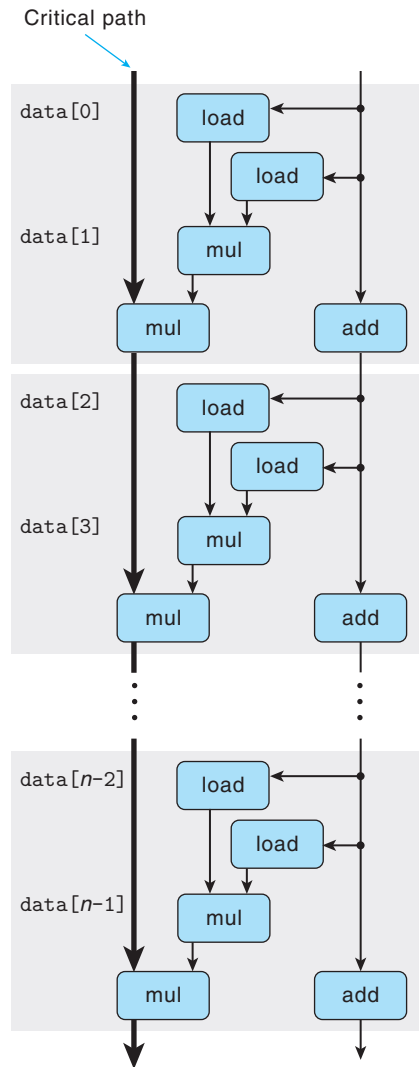 Critical path
data[0]
load
load
data[1]
mul
mul
add
data[2]
load
load
data[3]
mul
mul
add
data[n-2]
load
load
data[n-1]
mul
mul
add